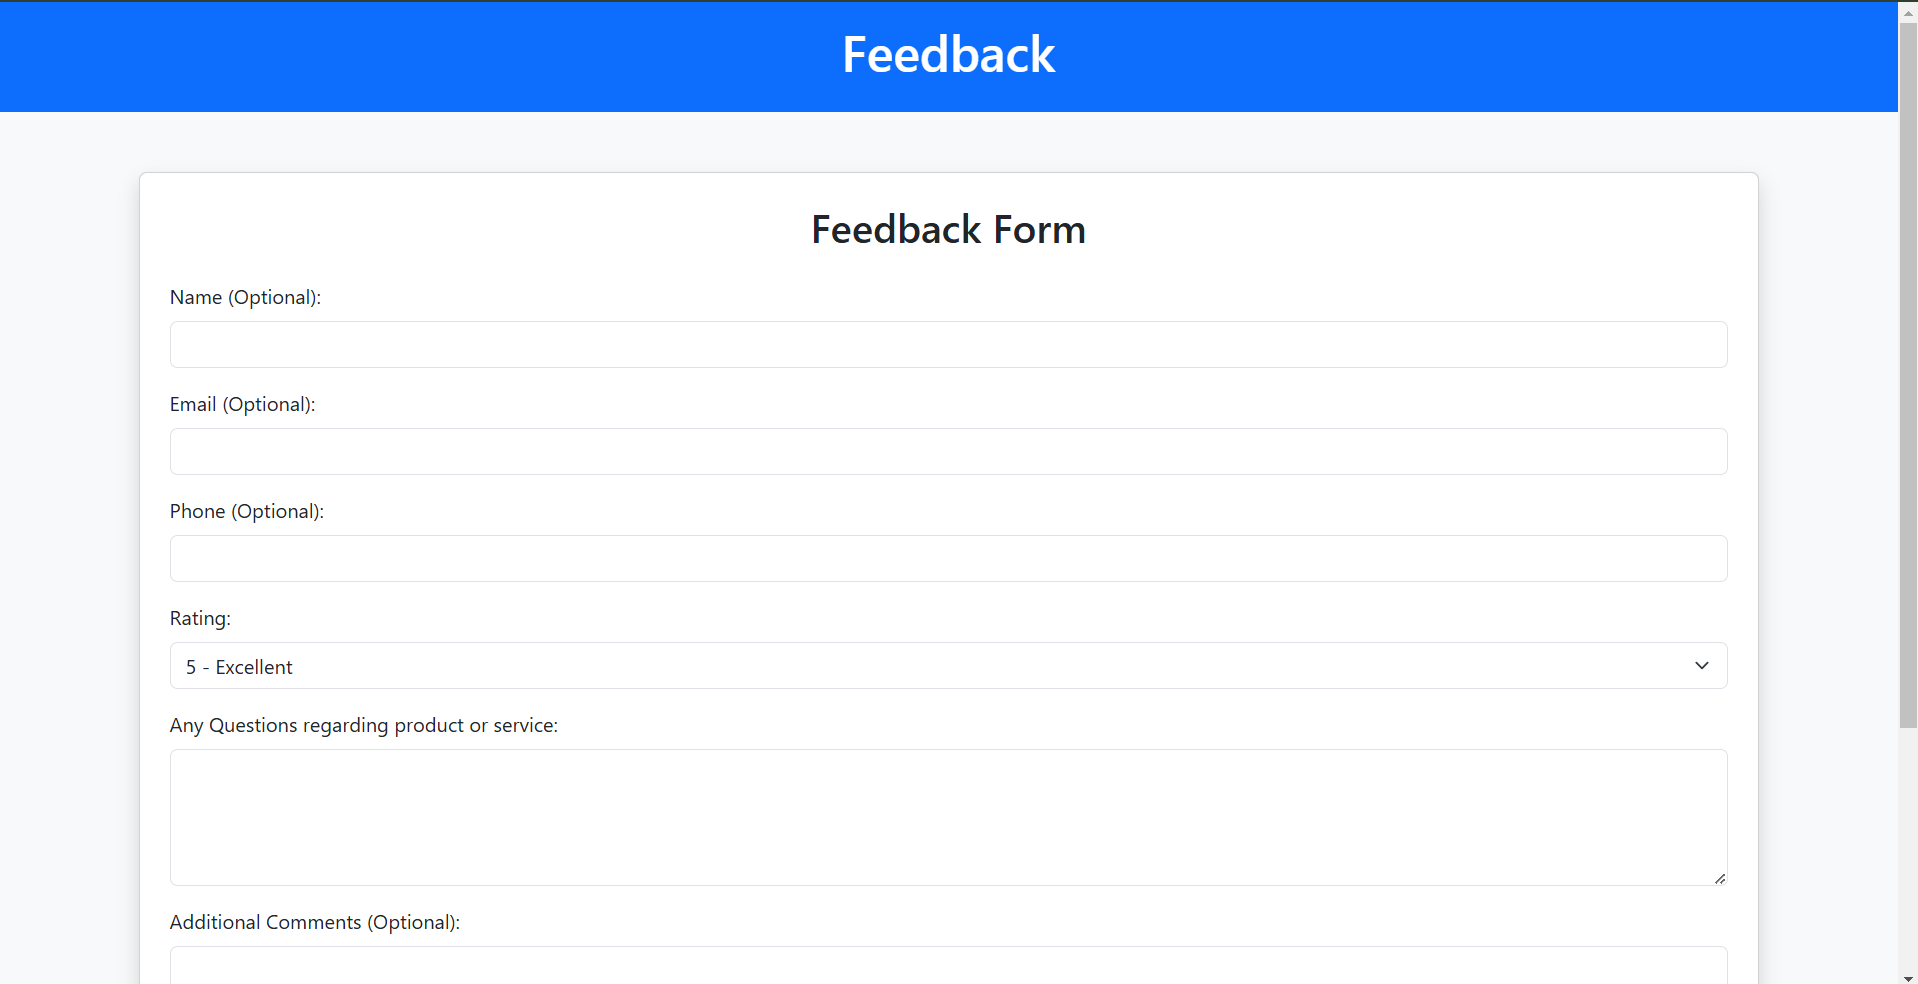 Feedback
Feedback Form
Name (Optional):
Email (Optional):
Phone (Optional):
Rating:
5 - Excellent
Any Questions regarding product or service:
Additional Comments (Optional):